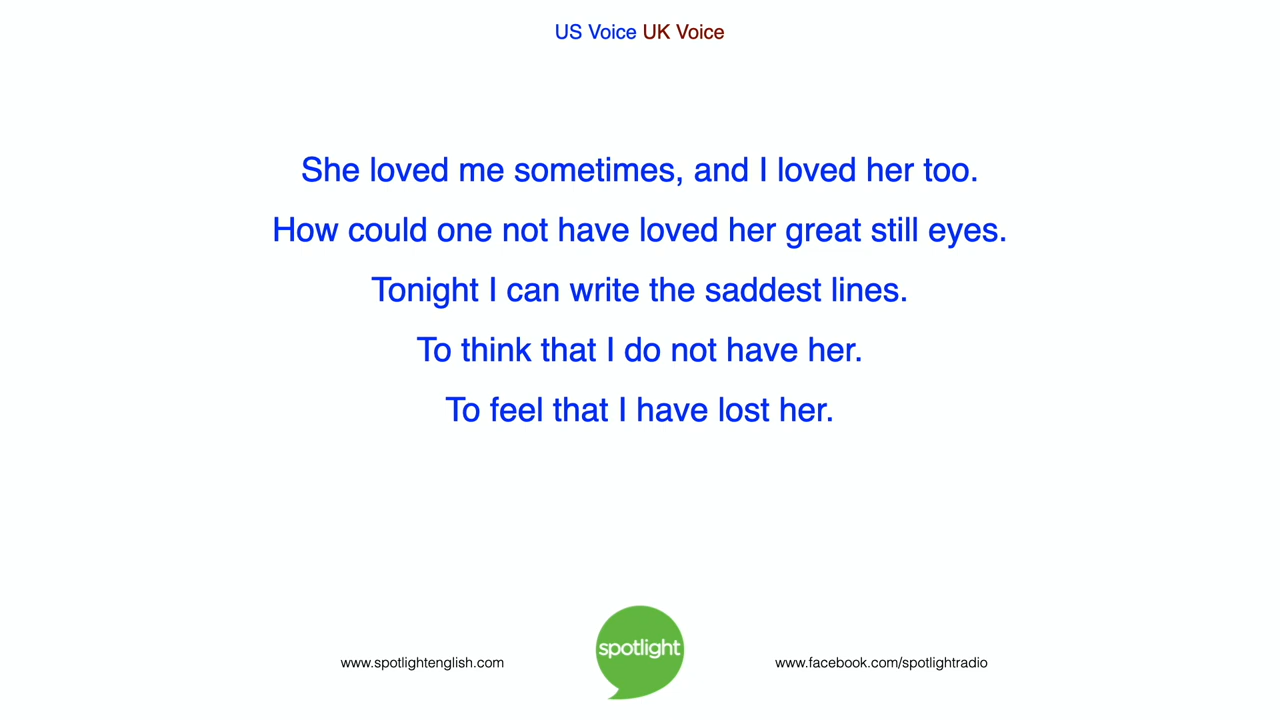 US Voice UK Voice
She loved me sometimes, and I loved her too.
How could one not have loved her great still eyes.
Tonight I can write the saddest lines.
To think that I do not have her.
To feel that I have lost her.
www.spotlightenglish.com
spotlight
www.facebook.com/spotlightradio